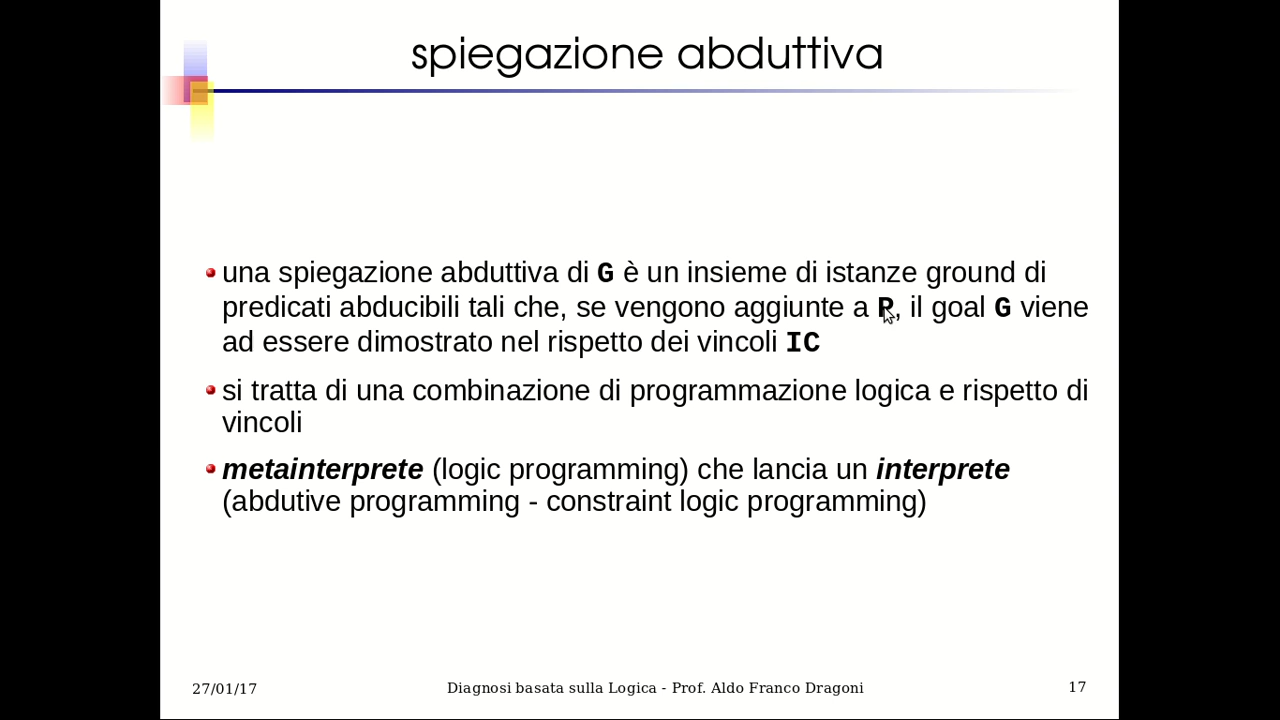 spiegazione abduttiva
una spiegazione abduttiva di G è un insieme di istanze ground di
predicati abducibili tali che, se vengono aggiunte a P, il goal G viene
ad essere dimostrato nel rispetto dei vincoli IC
si tratta di una combinazione di programmazione logica e rispetto di
vincoli
metainterprete (logic programming) che lancia un interprete
(abdutive programming - constraint logic programming)
27/01/17 Diagnosi basata sulla Logica - Prof. Aldo Franco Dragoni 17